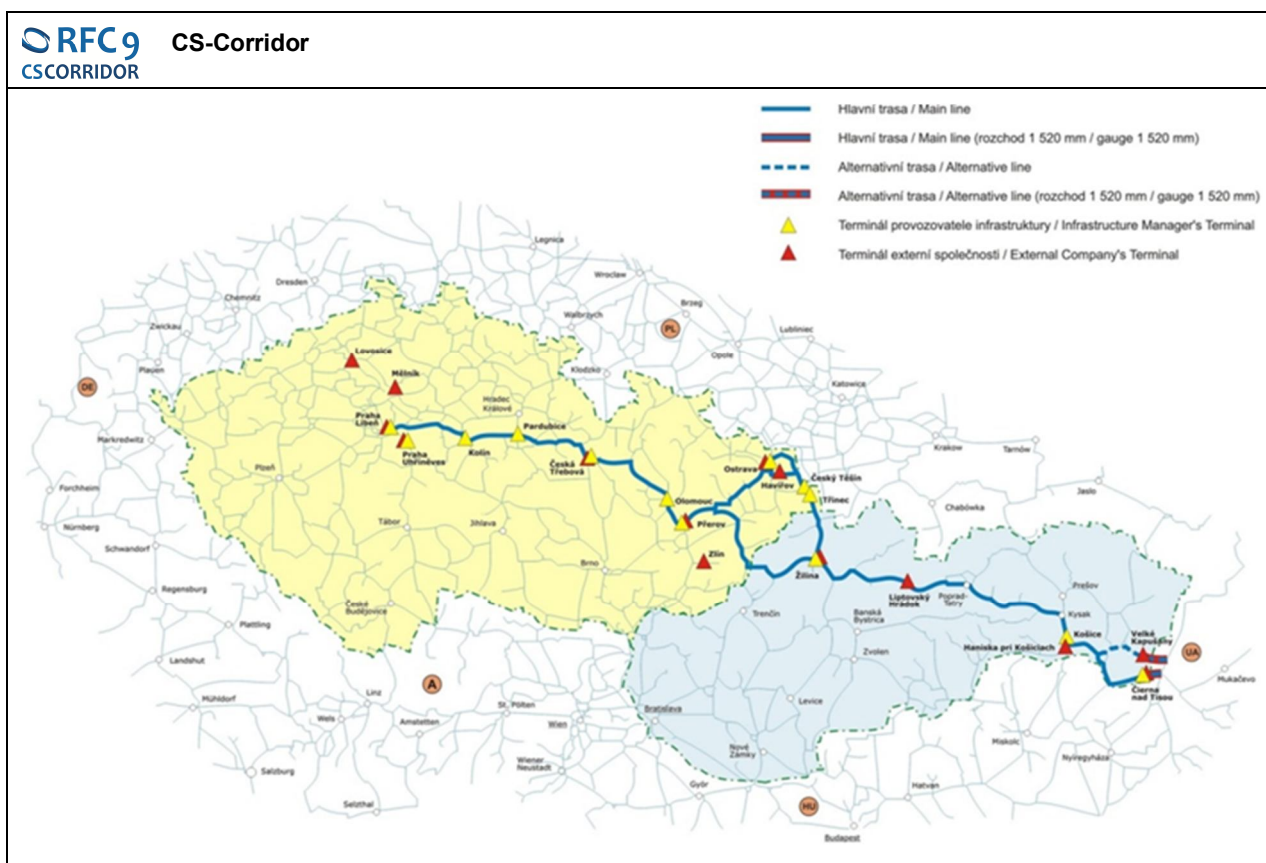 RFC 9
CSCORRIDOR
CS-Corridor
Hlavní trasa / Main line
Hlavní trasa / Main line (rozchod 1 520 mm / gauge 1 520 mm)
Alternativní trasa / Alternative line
Alternativní trasa / Alternative line (rozchod 1 520 mm / gauge 1 520 mm)
Terminál provozovatele infrastruktury / Infrastructure Manager's Terminal
Terminál externí společnosti / External Company's Terminal
Legnica
Wrocław
Dresden
Chemnitz
Brzeg
Wałbrzych
Zwickau
PL
Lubliniec
Opole
Lovosice
Plauen
Kłodzko
Mělník
DE
Katowice
Hradec
Králové
Praha
Libeň
Pardubice
Markredwitz
Krakow
Tarnów
Kolín
Praha
Uhříněves
Česká
Třebová
Ostrava
Plzeň
Český Těšín
Havířov
Jaslo
Forchheim
Olomouc
Třinec
Chabówka
Tábor
Jihlava
Přerov
Nürnberg
Schwandorf
Zlín
Brno
Žilina
Prešov
Regensburg
Liptovský
Hrádok
Poprad-
Tatry
České
Budějovice
Trenčín
Banská
Bystrica
Kysak
Plattling
Košice
Velké
Kapušany
Haniska pri Košiciach
Zvolen
UA
Landshut
Mukačevo
A
Čierna
nad Tisou
Mühldorf
Linz
St. Pölten
Levice
Bratislava
Wels
Amstetten
Wien
Miskolc
Nové
Zámky
Nyíregyháza
Wiener
Neustadt
Salzburg
Győr
Hatvan
Selzthal
HU
Budapest